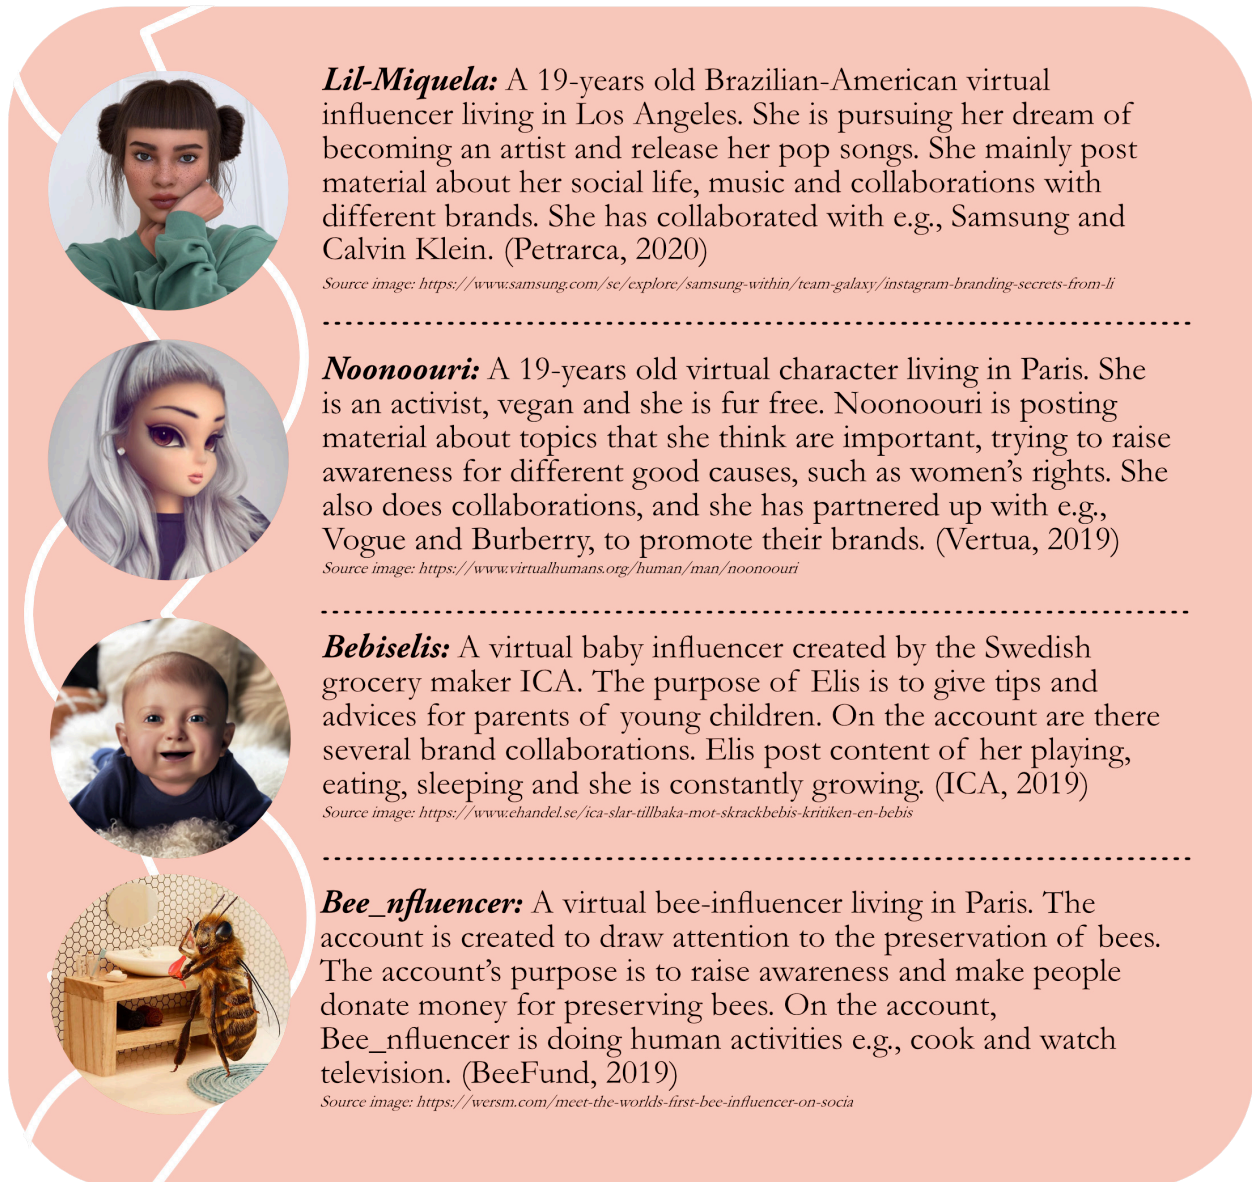 Lil-Miquela: A 19-years old Brazilian-American virtual
influencer living in Los Angeles. She is pursuing her dream of
becoming an artist and release her pop songs. She mainly post
material about her social life, music and collaborations with
different brands. She has collaborated with e.g., Samsung and
Calvin Klein. (Petrarca, 2020)
Source image: https://www.samsung.com/se/explore/samsung-within/team-galaxy/instagram-branding-secrets-from-li
Noonoouri: A 19-years old virtual character living in Paris. She
is an activist, vegan and she is fur free. Noonoouri is posting
material about topics that she think are important, trying to raise
awareness for different good causes, such as women's rights. She
also does collaborations, and she has partnered up with e.g.,
Vogue and Burberry, to promote their brands. (Vertua, 2019)
Source image: https://www.virtualhumans.org/human/man/noonoouri
Bebiselis: A virtual baby influencer created by the Swedish
grocery maker ICA. The purpose of Elis is to give tips and
advices for parents of young children. On the account are there
several brand collaborations. Elis post content of her playing,
eating, sleeping and she is constantly growing. (ICA, 2019)
Source image: https://www.ehandel.se/ica-slar-tillbaka-mot-skrackbebis-kritiken-en-bebis
Bee_nfluencer: A virtual bee-influencer living in Paris. The
account is created to draw attention to the preservation of bees.
The account's purpose is to raise awareness and make people
donate money for preserving bees. On the account,
Bee_nfluencer is doing human activities e.g., cook and watch
television. (BeeFund, 2019)
Source image: https://wersm.com/meet-the-worlds-first-bee-influencer-on-socia